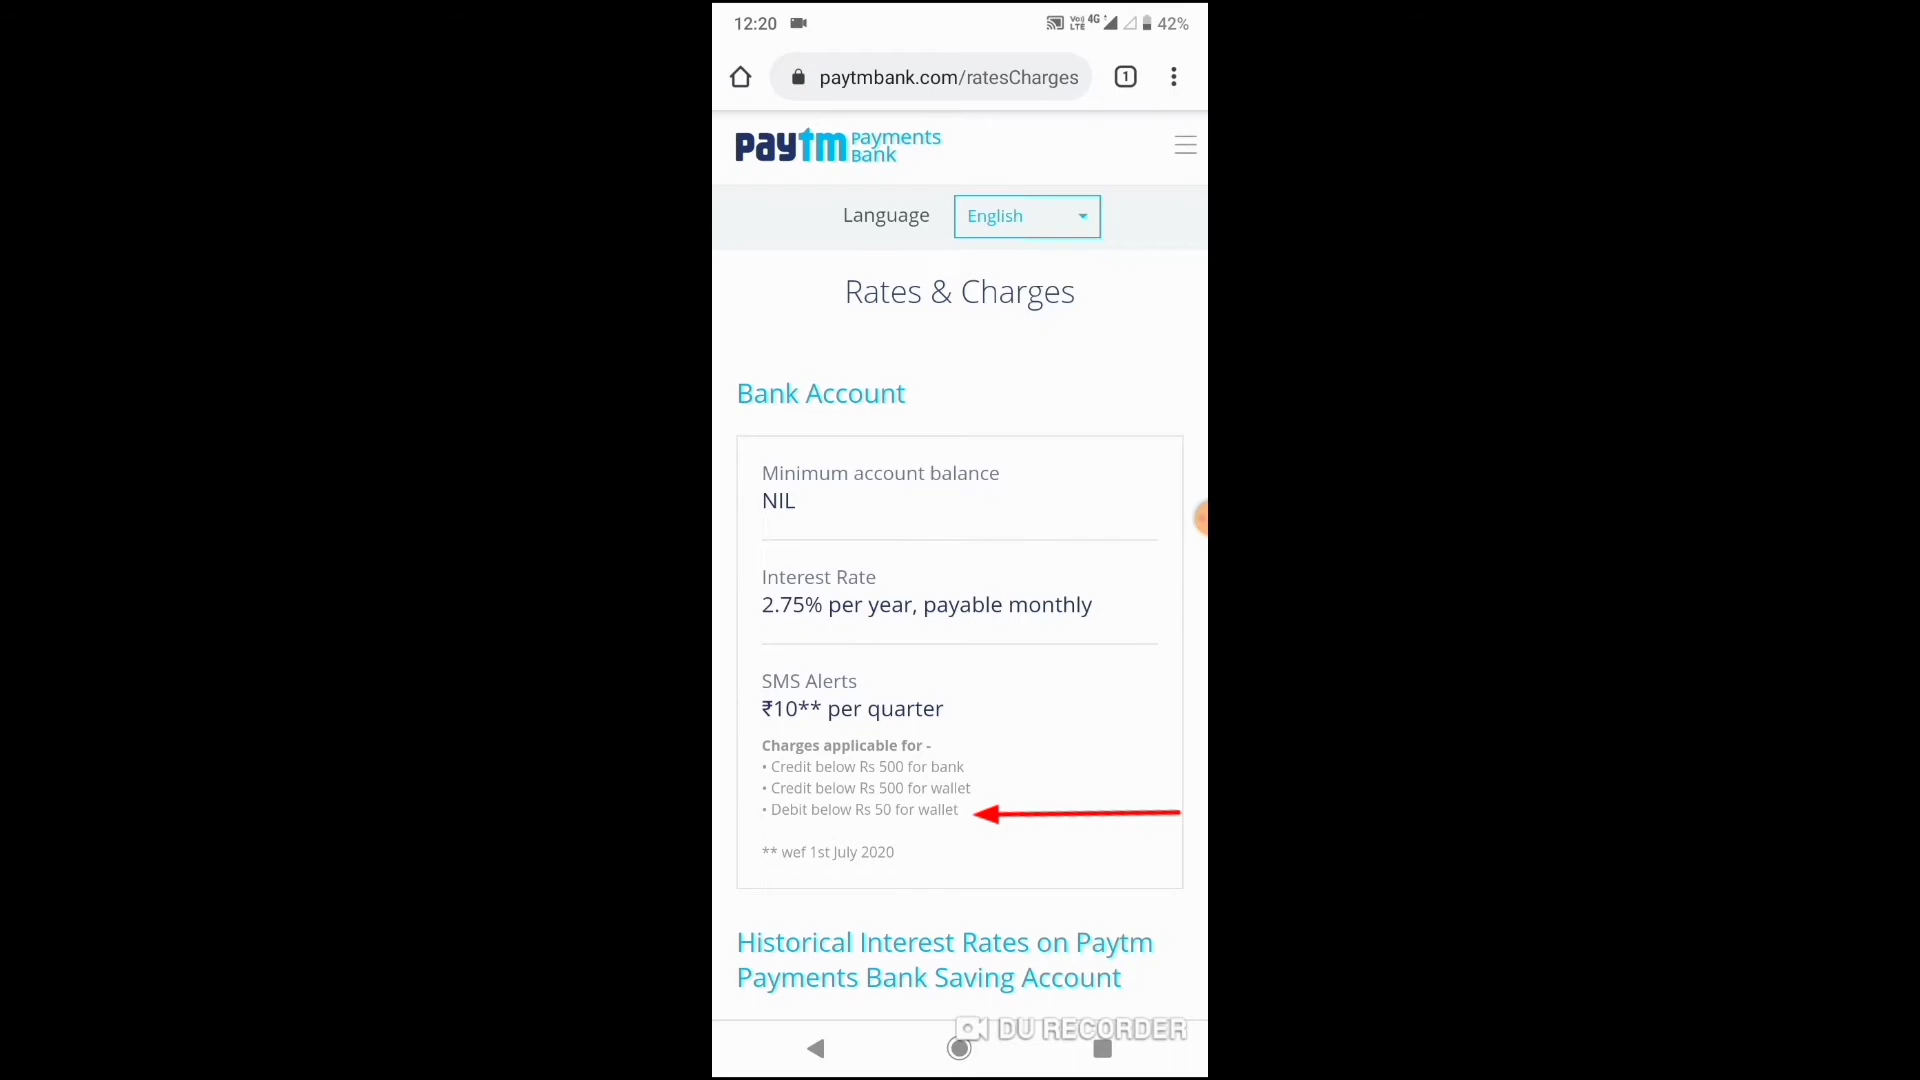 12:20 Vo) LTE 4G 42%
paytmbank.com/ratesCharges 1
paytm Payments Bank
Language English
Rates & Charges
Bank Account
Minimum account balance
NIL
Interest Rate
2.75% per year, payable monthly
SMS Alerts
₹10** per quarter
Charges applicable for -
• Credit below Rs 500 for bank
• Credit below Rs 500 for wallet
• Debit below Rs 50 for wallet
** wef 1st July 2020
Historical Interest Rates on Paytm
Payments Bank Saving Account
DU RECORDER